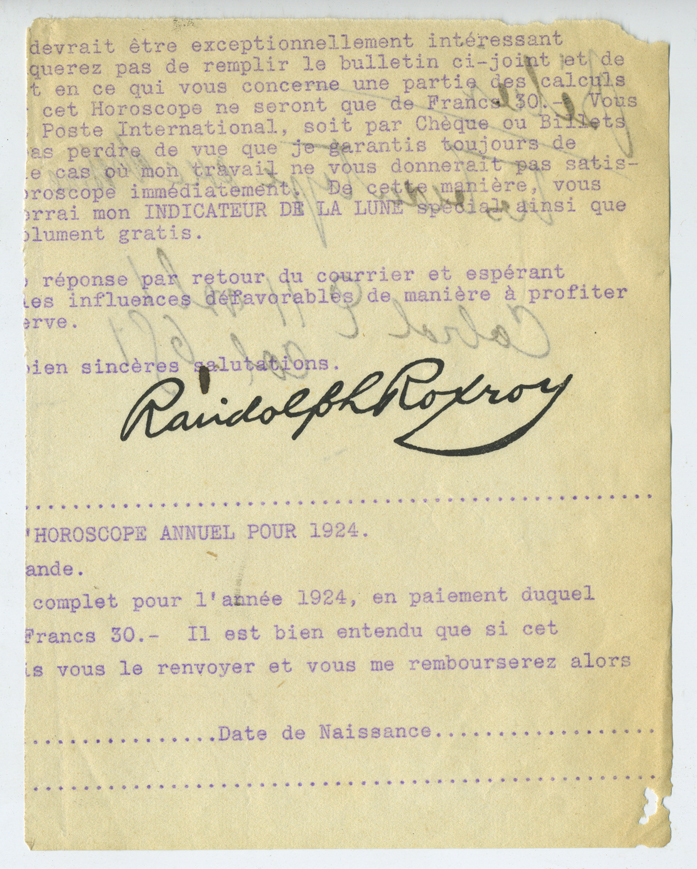 devrait être exceptionnellement intéressant
querez pas de remplir le bulletin ci-joint et de
t en ce qui vous concerne une partie des calculs
cet Horoscope ne seront que de Francs 30.- Vous
Poste International, soit par Chèque ou Billets
as perdre de vue que je garantis toujours de
e cas où mon travail ne vous donnerait pas satis-
oroscope immédiatement. De cette manière, vous
errai mon INDICATEUR DE LA LUNE spécial ainsi que
olument gratis.
réponse par retour du courrier et espérant
les influences défavorables de manière à profiter
erve.
bien sincères salutations.
Randolph Roxroy
'HOROSCOPE ANNUEL POUR 1924.
ande.
complet pour l'année 1924, en paiement duquel
Francs 30.- Il est bien entendu que si cet
is vous le renvoyer et vous me rembourserez alors
...............Date de Naissance...................